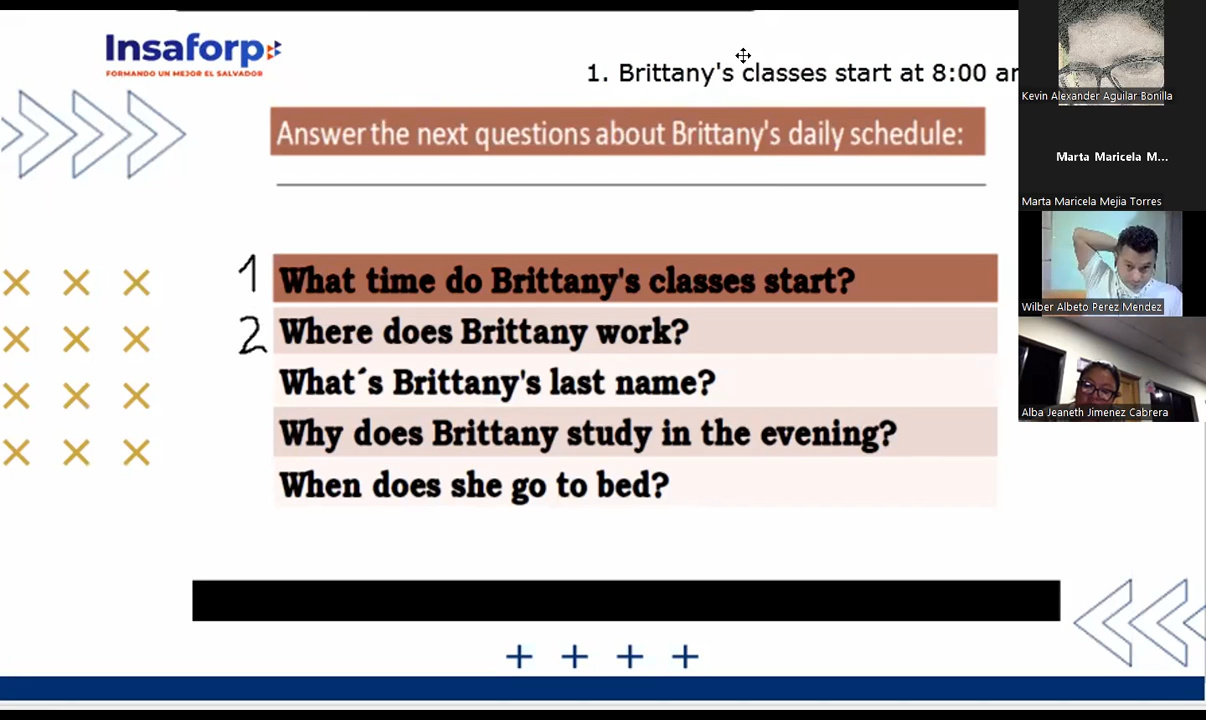 Insaforp
FORMANDO UN MEJOR EL SALVADOR
1. Brittany's classes start at 8:00 ar
Answer the next questions about Brittany's daily schedule:
1 What time do Brittany's classes start?
2 Where does Brittany work?
What´s Brittany's last name?
Why does Brittany study in the evening?
When does she go to bed?
Kevin Alexander Aguilar Bonilla
Marta Maricela M...
Marta Maricela Mejia Torres
Wilber Albeto Perez Mendez
Alba Jeaneth Jimenez Cabrera